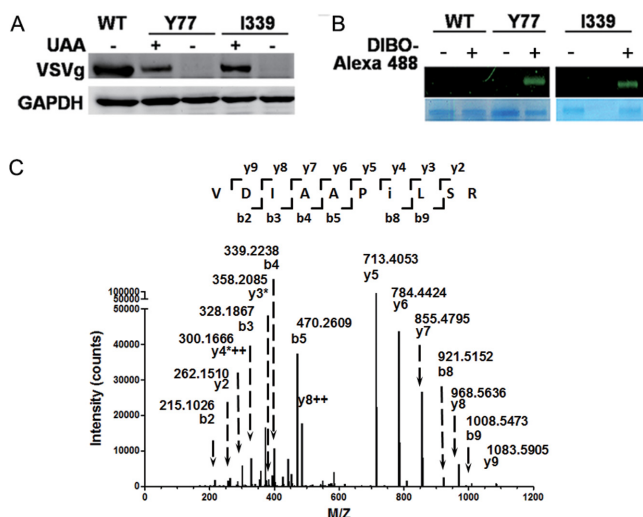 A
WT Y77 I339
UAA + - + -
VSVg
GAPDH
B
WT Y77 I339
DIBO-Alexa 488 - + - + - +
C
y9 y8 y7 y6 y5 y4 y3 y2
V D I A A P i L S R
b2 b3 b4 b5 b8 b9
339.2238
b4
358.2085
y3*
328.1867
b3
300.1666
y4*++
262.1510
y2
215.1026
b2
470.2609
b5
y8++
713.4053
y5
784.4424
y6
855.4795
y7
921.5152
b8
968.5636
y8
1008.5473
b9
1083.5905
y9
Intensity (counts)
100000
50000
50000
40000
30000
20000
10000
0
0 200 400 600 800 1000 1200
M/Z